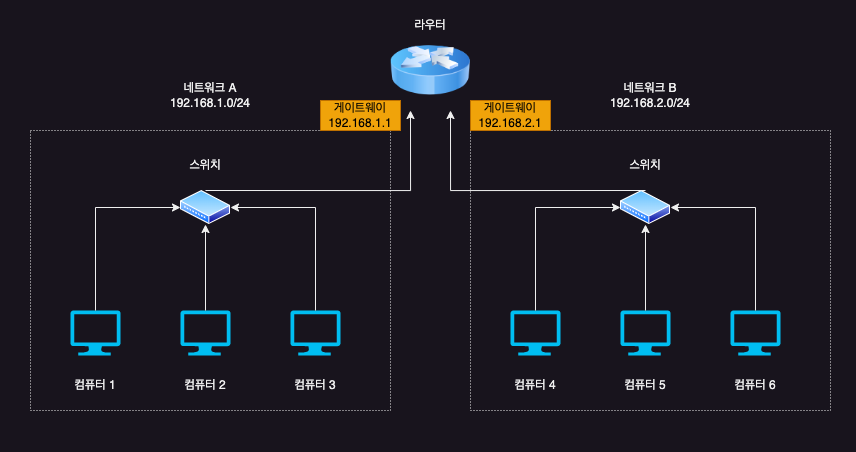 라우터
네트워크 A
192.168.1.0/24
네트워크 B
192.168.2.0/24
게이트웨이
192.168.1.1
게이트웨이
192.168.2.1
스위치
스위치
컴퓨터 1
컴퓨터 2
컴퓨터 3
컴퓨터 4
컴퓨터 5
컴퓨터 6